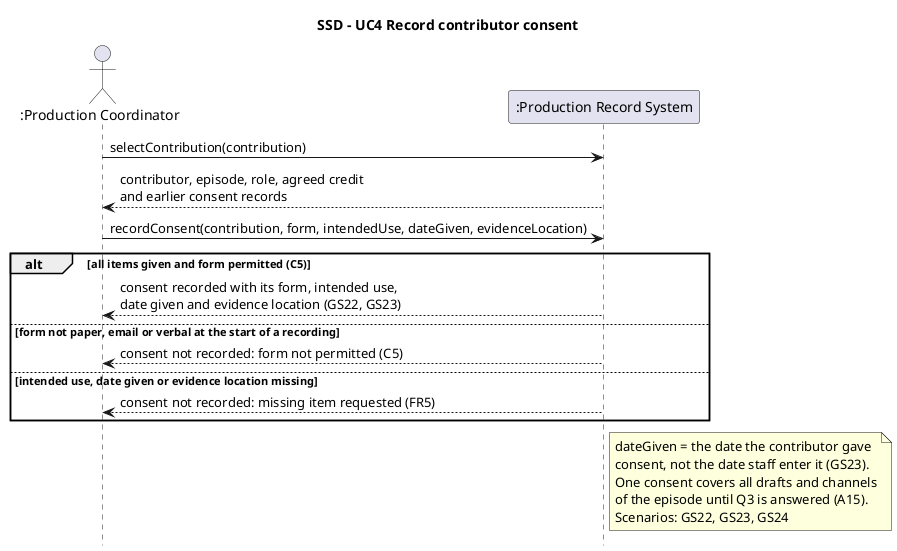 SSD - UC4 Record contributor consent
:Production Coordinator
:Production Record System
selectContribution(contribution)
contributor, episode, role, agreed credit
and earlier consent records
recordConsent(contribution, form, intendedUse, dateGiven, evidenceLocation)
alt [all items given and form permitted (C5)]
consent recorded with its form, intended use,
date given and evidence location (GS22, GS23)
[form not paper, email or verbal at the start of a recording]
consent not recorded: form not permitted (C5)
[intended use, date given or evidence location missing]
consent not recorded: missing item requested (FR5)
dateGiven = the date the contributor gave
consent, not the date staff enter it (GS23).
One consent covers all drafts and channels
of the episode until Q3 is answered (A15).
Scenarios: GS22, GS23, GS24